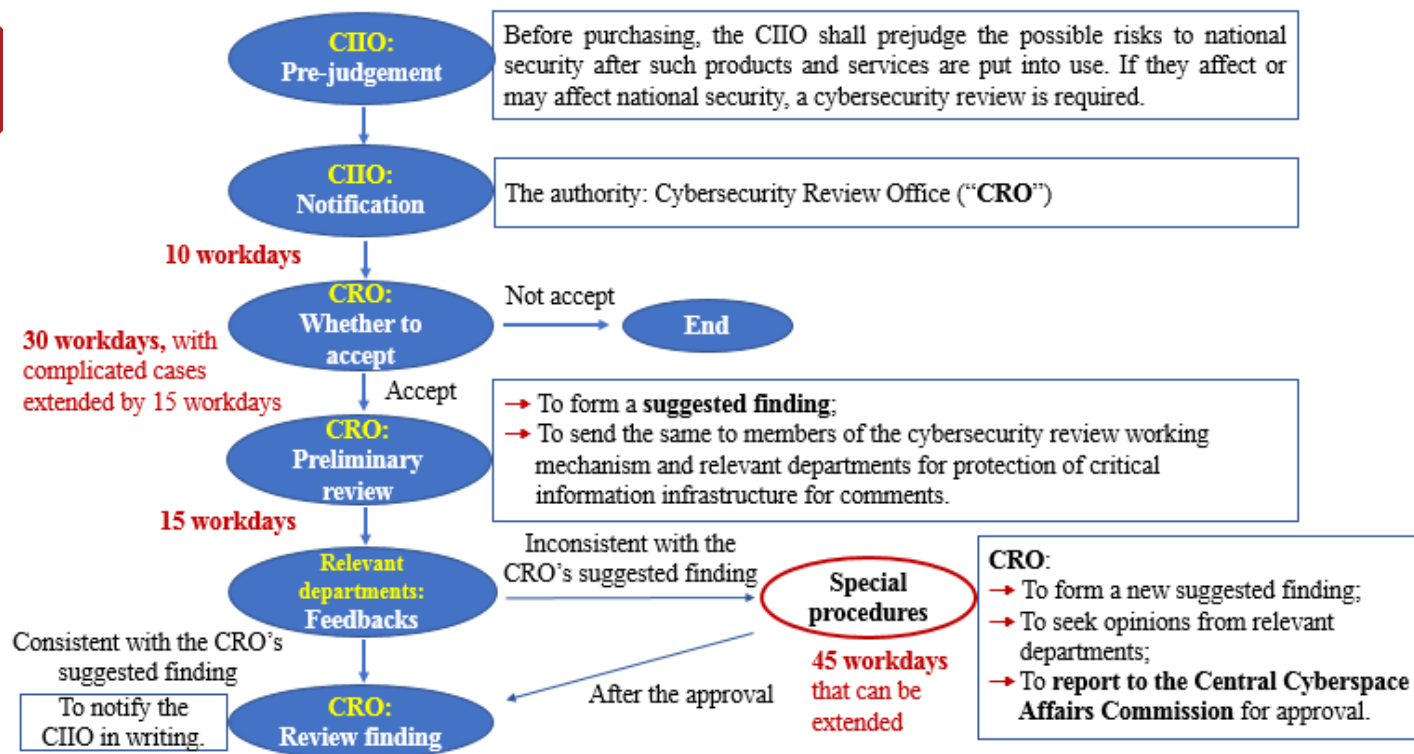 CIIO:
Pre-judgement
Before purchasing, the CIIO shall prejudge the possible risks to national
security after such products and services are put into use. If they affect or
may affect national security, a cybersecurity review is required.
CIIO:
Notification
The authority: Cybersecurity Review Office (“CRO”)
10 workdays
CRO:
Whether to
accept
Not accept
End
30 workdays, with
complicated cases
extended by 15 workdays
Accept
CRO:
Preliminary
review
→ To form a suggested finding;
→ To send the same to members of the cybersecurity review working
mechanism and relevant departments for protection of critical
information infrastructure for comments.
15 workdays
Relevant
departments:
Feedbacks
Inconsistent with the
CRO’s suggested finding
Special
procedures
45 workdays
that can be
extended
CRO:
→ To form a new suggested finding;
→ To seek opinions from relevant
departments;
→ To report to the Central Cyberspace
Affairs Commission for approval.
Consistent with the CRO’s
suggested finding
After the approval
To notify the
CIIO in writing.
CRO:
Review finding